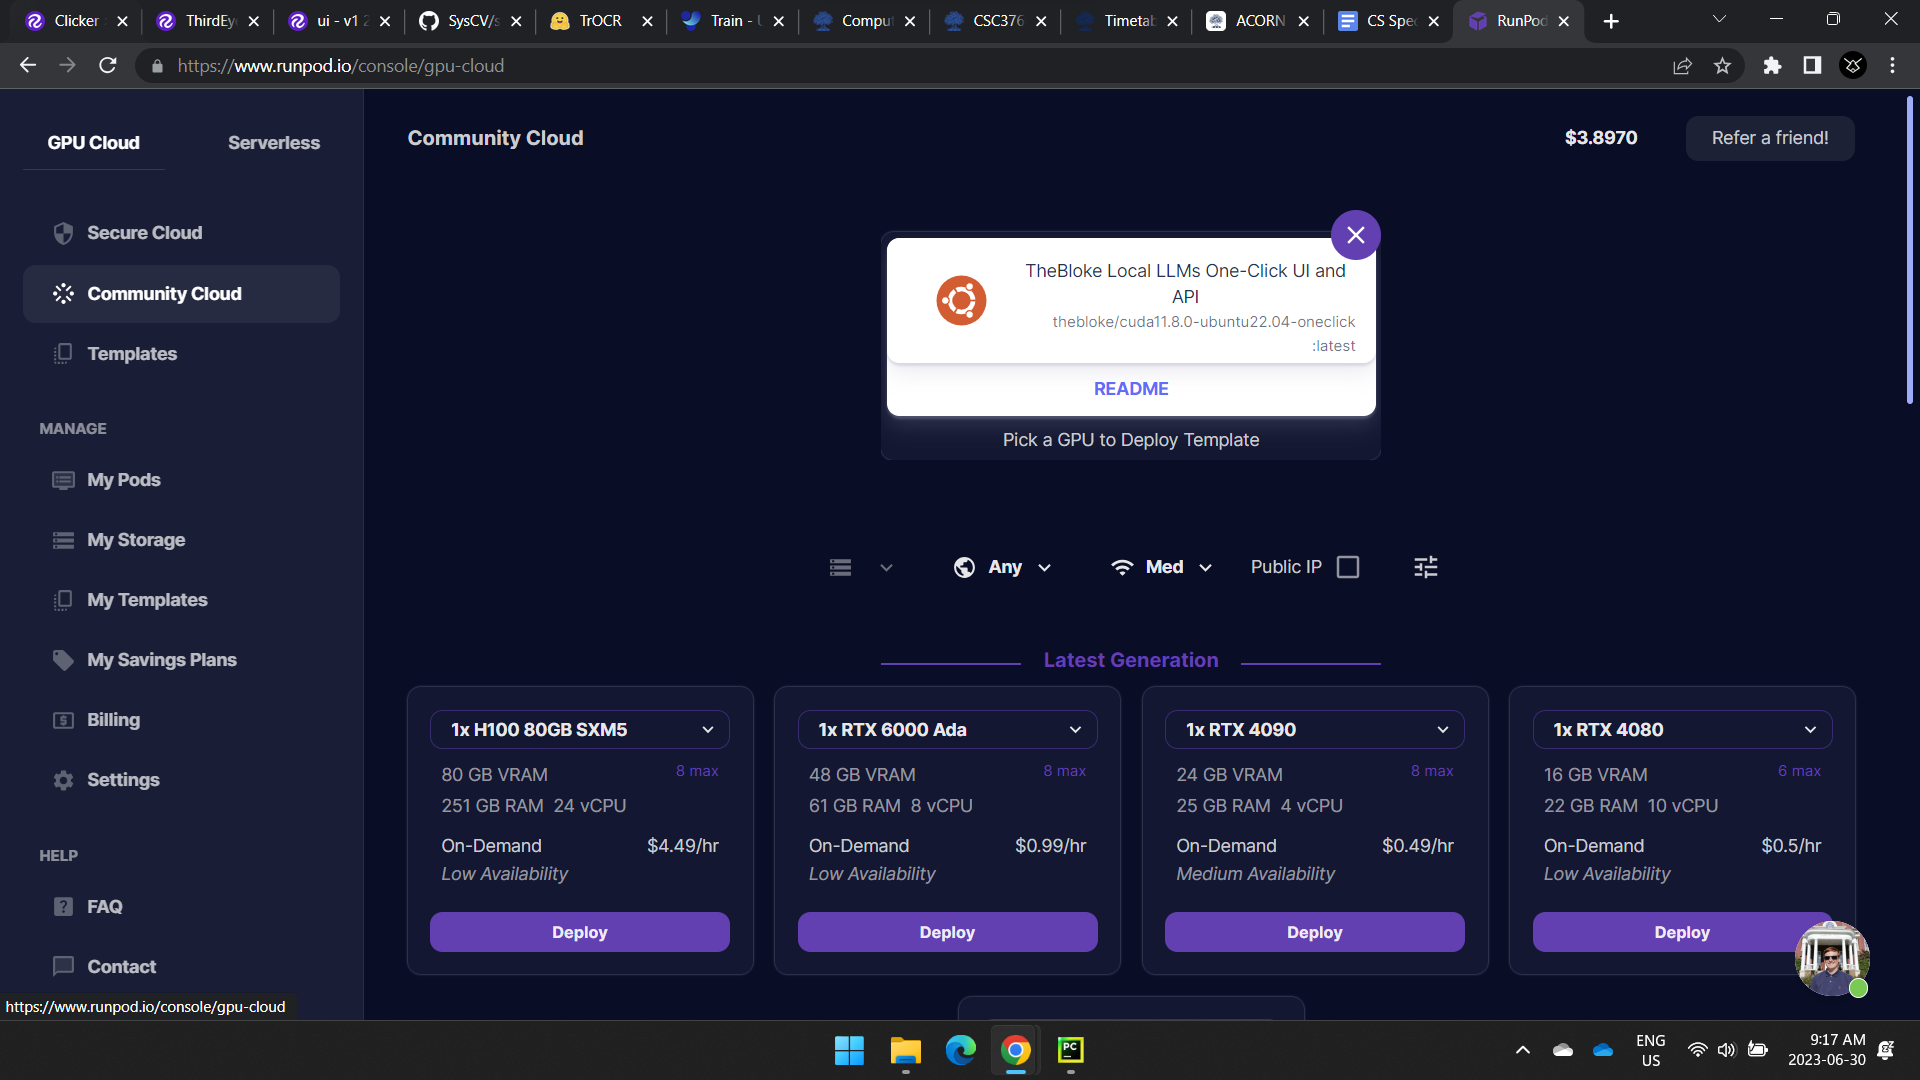 Clicker
ThirdEy
ui - v1 2
SysCV/s
TrOCR
Train - U
Comput
CSC376
Timetab
ACORN
CS Spec
RunPod
https://www.runpod.io/console/gpu-cloud
GPU Cloud
Serverless
Secure Cloud
Community Cloud
Templates
MANAGE
My Pods
My Storage
My Templates
My Savings Plans
Billing
Settings
HELP
FAQ
Contact
https://www.runpod.io/console/gpu-cloud
Community Cloud
$3.8970
Refer a friend!
TheBloke Local LLMs One-Click UI and
API
thebloke/cuda11.8.0-ubuntu22.04-oneclick
:latest
README
Pick a GPU to Deploy Template
Any
Med
Public IP
Latest Generation
1x H100 80GB SXM5
80 GB VRAM
8 max
251 GB RAM 24 vCPU
On-Demand
$4.49/hr
Low Availability
Deploy
1x RTX 6000 Ada
48 GB VRAM
8 max
61 GB RAM 8 vCPU
On-Demand
$0.99/hr
Low Availability
Deploy
1x RTX 4090
24 GB VRAM
8 max
25 GB RAM 4 vCPU
On-Demand
$0.49/hr
Medium Availability
Deploy
1x RTX 4080
16 GB VRAM
6 max
22 GB RAM 10 vCPU
On-Demand
$0.5/hr
Low Availability
Deploy
PC
ENG
US
9:17 AM
2023-06-30